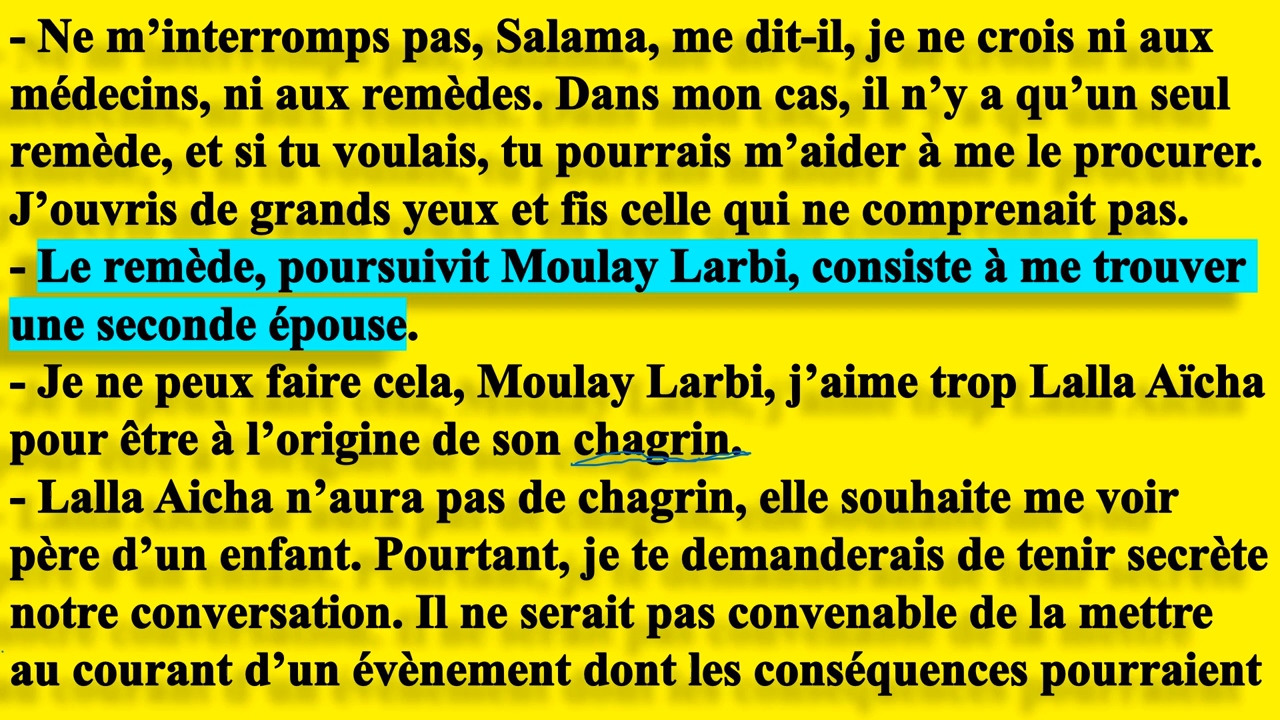 - Ne m’interromps pas, Salama, me dit-il, je ne crois ni aux
médecins, ni aux remèdes. Dans mon cas, il n’y a qu’un seul
remède, et si tu voulais, tu pourrais m’aider à me le procurer.
J’ouvris de grands yeux et fis celle qui ne comprenait pas.
- Le remède, poursuivit Moulay Larbi, consiste à me trouver
une seconde épouse.
- Je ne peux faire cela, Moulay Larbi, j’aime trop Lalla Aïcha
pour être à l’origine de son chagrin.
- Lalla Aicha n’aura pas de chagrin, elle souhaite me voir
père d’un enfant. Pourtant, je te demanderais de tenir secrète
notre conversation. Il ne serait pas convenable de la mettre
au courant d’un évènement dont les conséquences pourraient